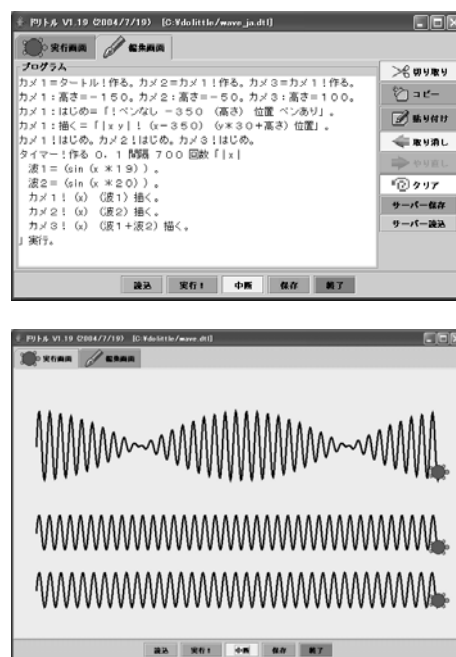 ドリトル V1.19 (2004/7/19) [C:¥dolittle/wave_ja.dtl]
実行画面 編集画面
プログラム
カメ1=タートル!作る。カメ2=カメ1!作る。カメ3=カメ1!作る。
カメ1:高さ=-150。カメ2:高さ=-50。カメ3:高さ=100。
カメ1:はじめ=「!ペンなし -350 (高さ) 位置 ペンあり」。
カメ1:描く=「|x y|! (x-350) (y*30+高さ) 位置」。
カメ1!はじめ。カメ2!はじめ。カメ3!はじめ。
タイマー!作る 0.1 間隔 700 回数「|x|
波1=(sin (x *19))。
波2=(sin (x *20))。
カメ1! (x) (波1) 描く。
カメ2! (x) (波2) 描く。
カメ3! (x) (波1+波2) 描く。
」実行。
切り取り
コピー
貼り付け
取り消し
やり直し
クリア
サーバー保存
サーバー読込
読込 実行! 中断 保存 終了
ドリトル V1.19 (2004/7/19) [C:¥dolittle/wave.dtl]
実行画面 編集画面
読込 実行! 中断 保存 終了